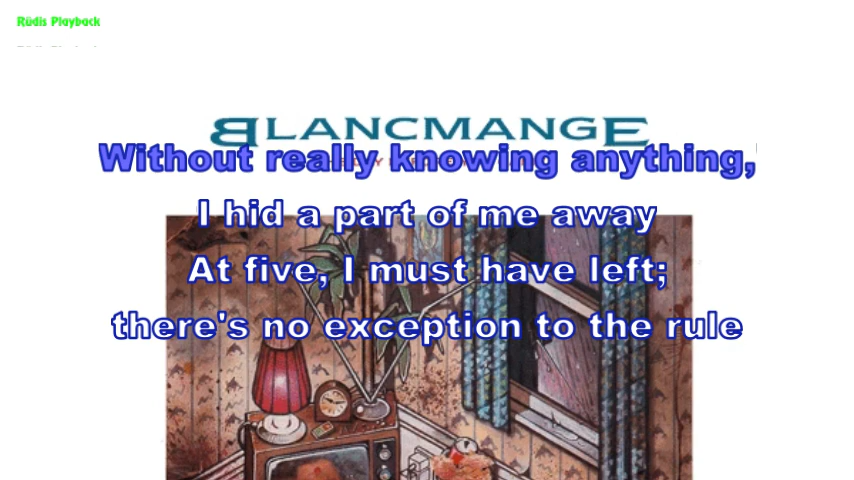 Rüdis Playback
BLANCMANGE
Without really knowing anything,
I hid a part of me away
At five, I must have left;
there's no exception to the rule